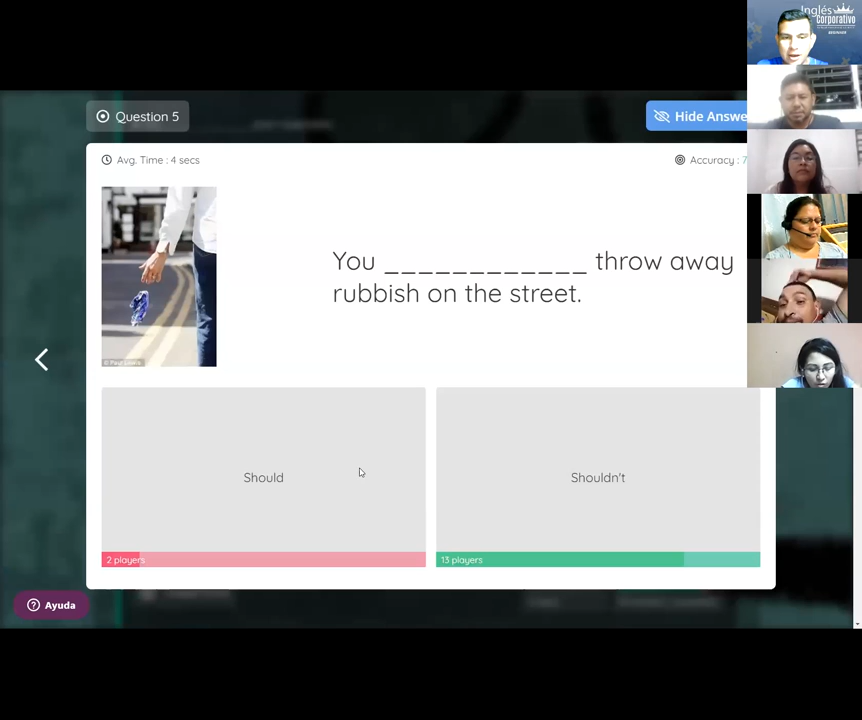 Inglés
Corporativo
Question 5
Hide Answe
Avg. Time : 4 secs
Accuracy : 7
You ____________ throw away
rubbish on the street.
Should
Shouldn't
2 players
13 players
Ayuda